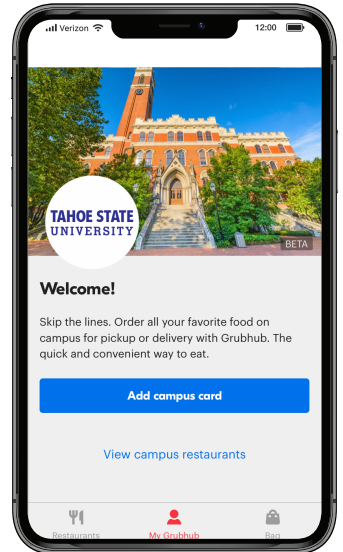 Verizon 12:00
TAHOE STATE
UNIVERSITY
BETA
Welcome!
Skip the lines. Order all your favorite food on
campus for pickup or delivery with Grubhub. The
quick and convenient way to eat.
Add campus card
View campus restaurants
Restaurants My Grubhub Bag